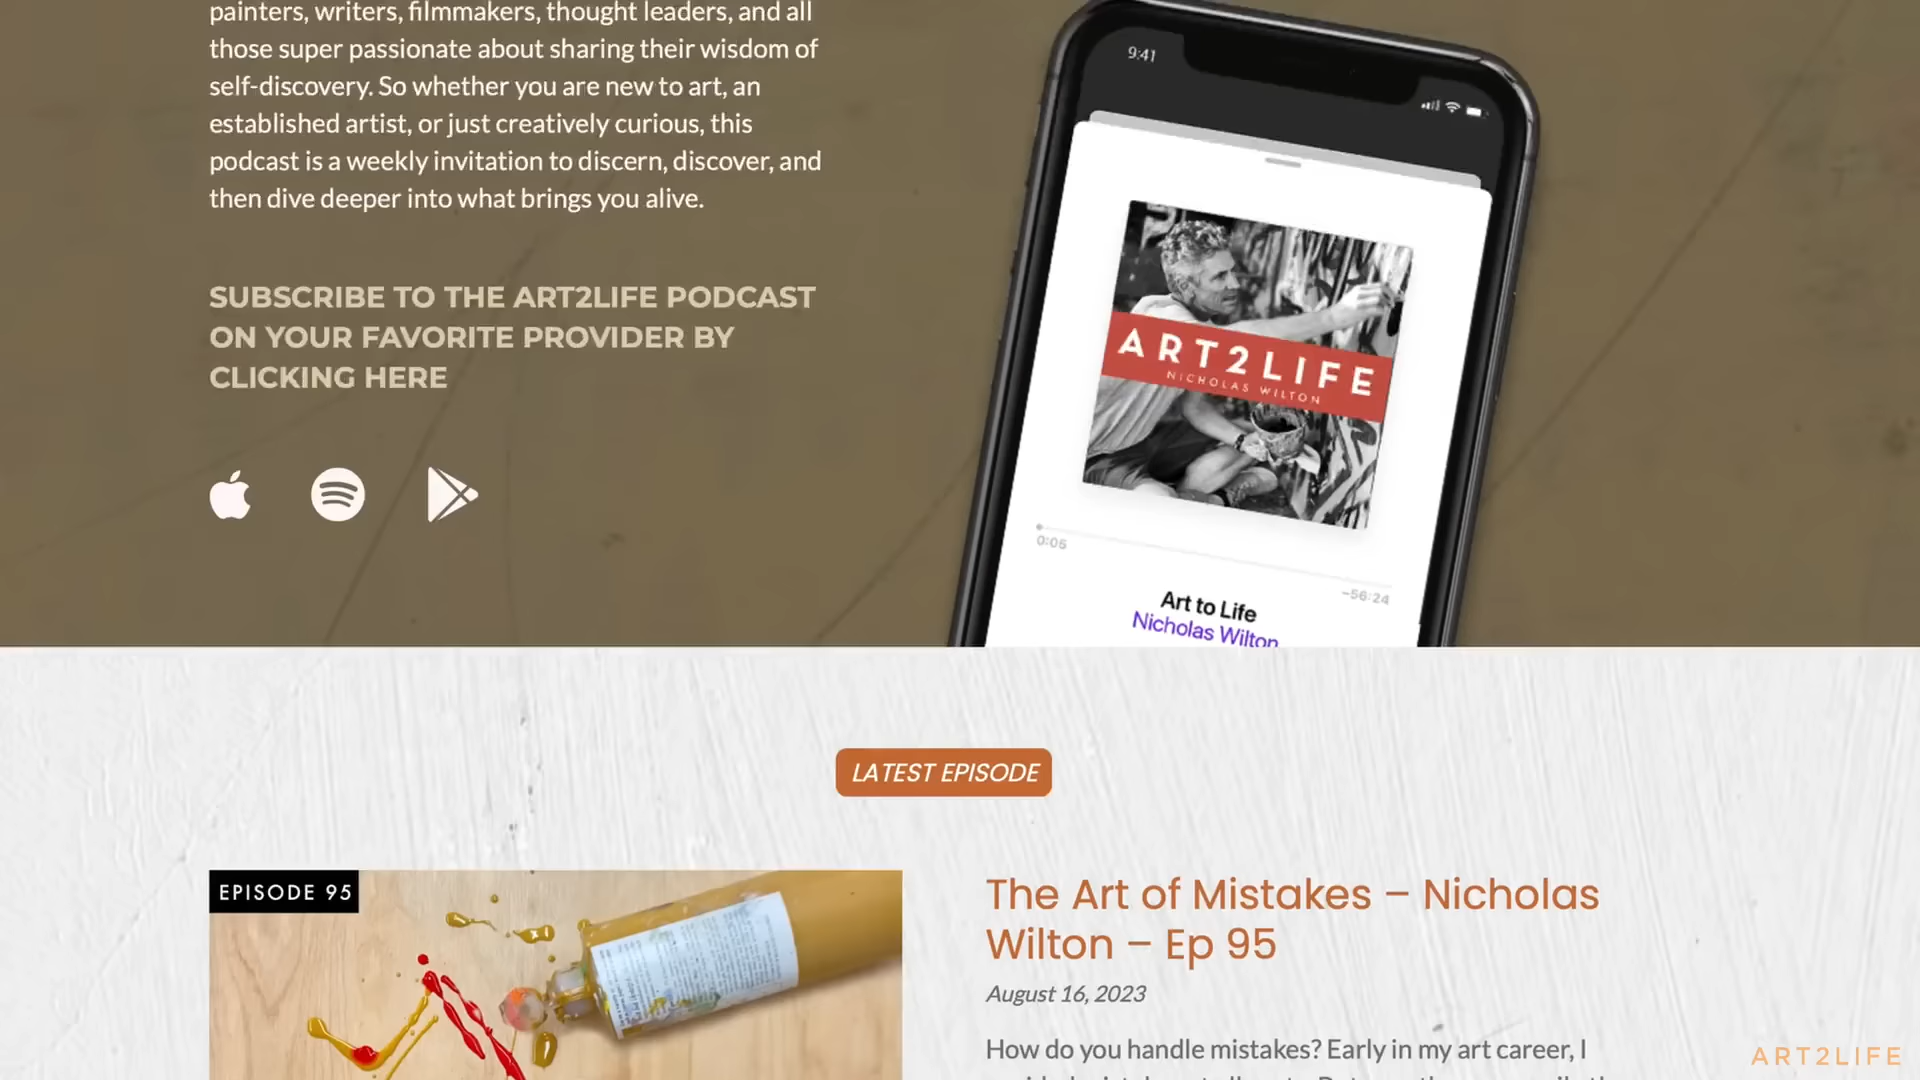 painters, writers, filmmakers, thought leaders, and all
those super passionate about sharing their wisdom of
self-discovery. So whether you are new to art, an
established artist, or just creatively curious, this
podcast is a weekly invitation to discern, discover, and
then dive deeper into what brings you alive.
SUBSCRIBE TO THE ART2LIFE PODCAST
ON YOUR FAVORITE PROVIDER BY
CLICKING HERE
9:41
ART2LIFE
NICHOLAS WILTON
0:06
-56:24
Art to Life
Nicholas Wilton
LATEST EPISODE
EPISODE 95
The Art of Mistakes – Nicholas
Wilton – Ep 95
August 16, 2023
How do you handle mistakes? Early in my art career, I
ART2LIFE